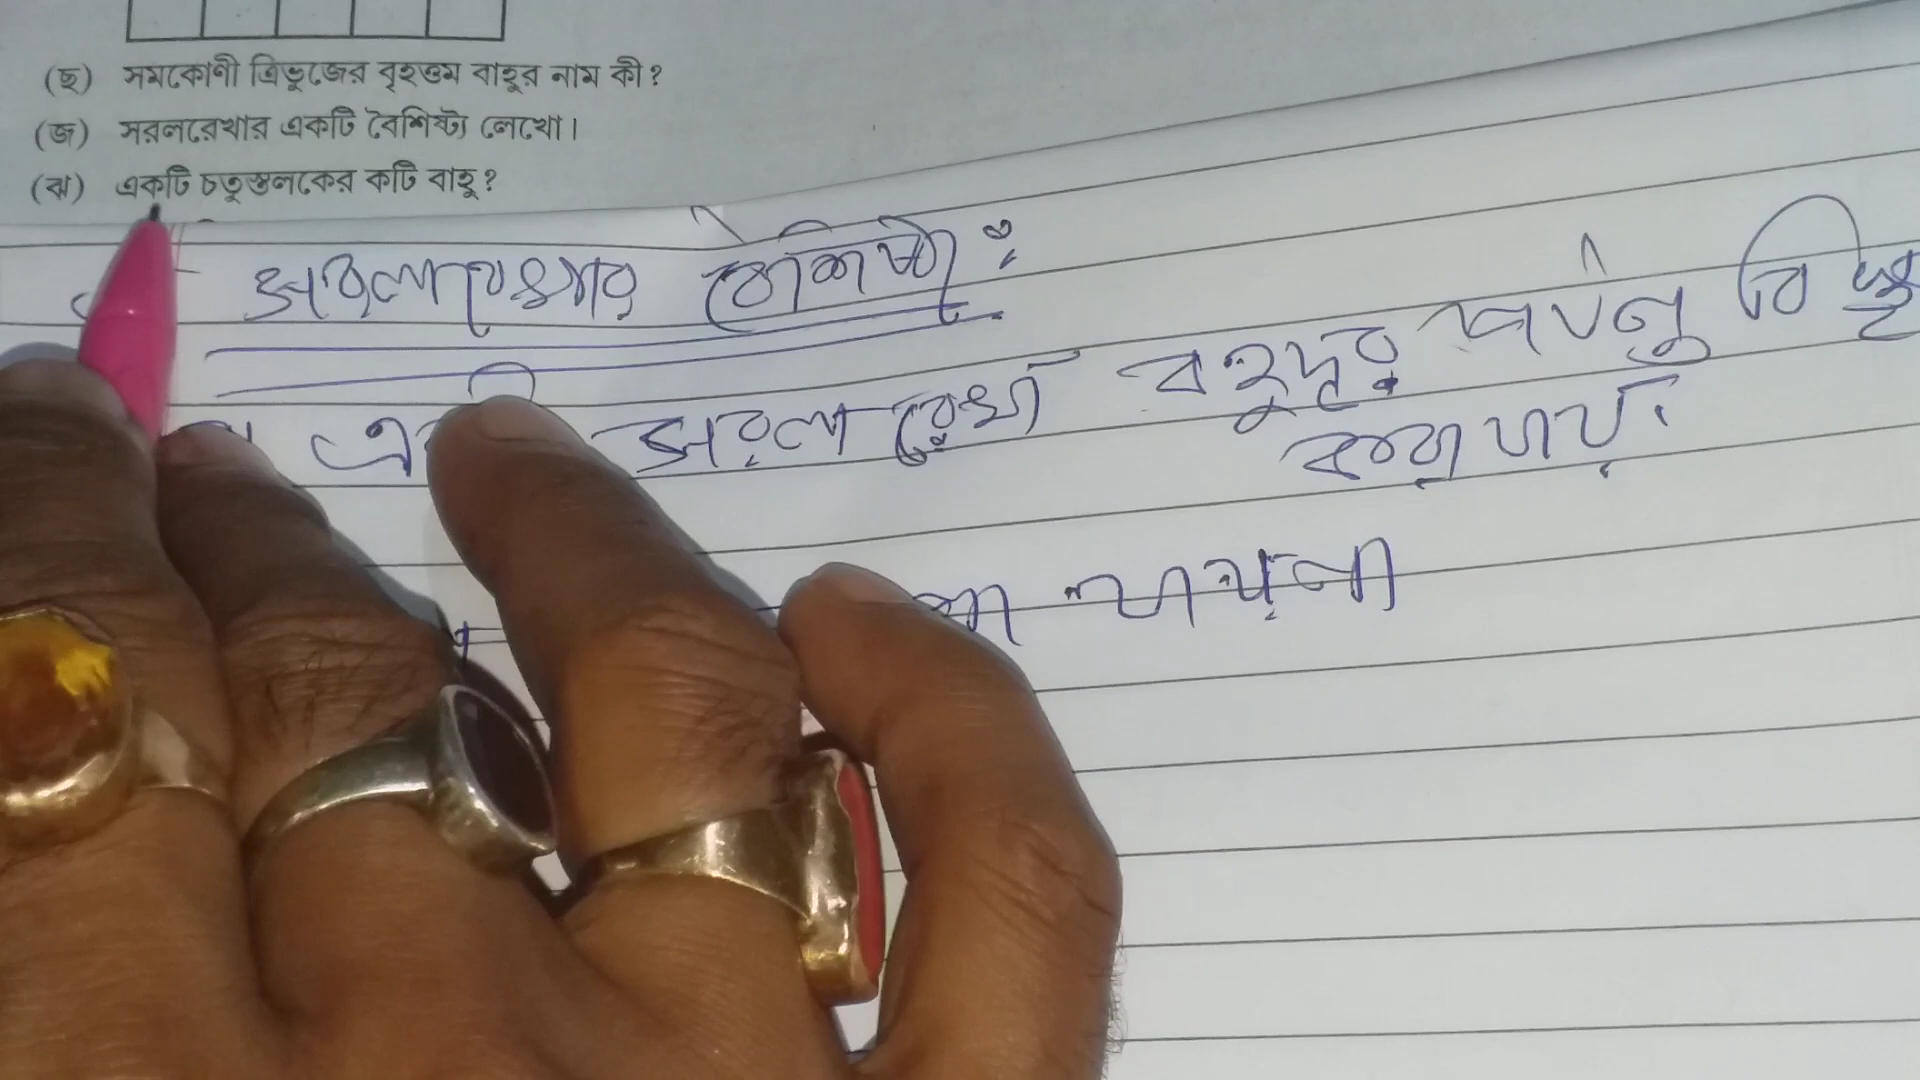 (ছ) সমকোণী ত্রিভুজের বৃহত্তম বাহুর নাম কী?
(জ) সরলরেখার একটি বৈশিষ্ট্য লেখো।
(ঝ) একটি চতুস্তলকের কটি বাহু?
সরলরেখার বৈশিষ্ট্য:
সরল রেখা বহুদূর পর্যন্ত
করা যায়
যায়না